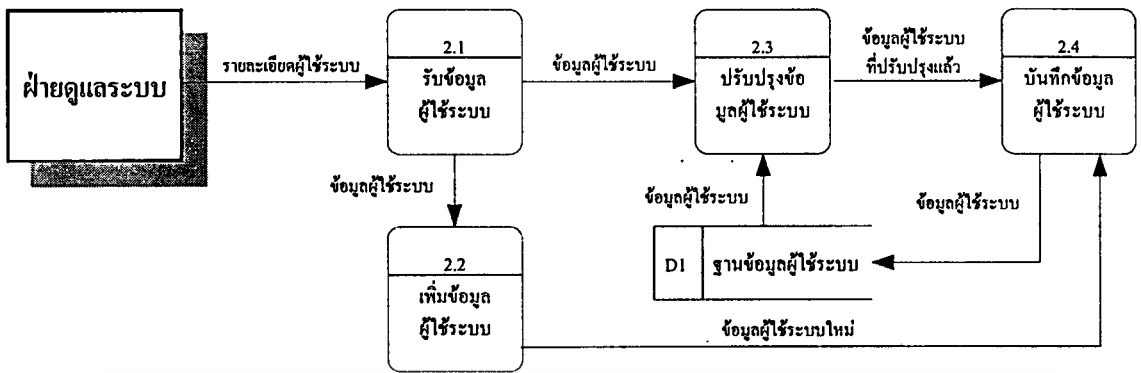 ฝ่ายดูแลระบบ
รายละเอียดผู้ใช้ระบบ
2.1
รับข้อมูล
ผู้ใช้ระบบ
ข้อมูลผู้ใช้ระบบ
2.3
ปรับปรุงข้อ
มูลผู้ใช้ระบบ
ข้อมูลผู้ใช้ระบบ
ที่ปรับปรุงแล้ว
2.4
บันทึกข้อมูล
ผู้ใช้ระบบ
ข้อมูลผู้ใช้ระบบ
ข้อมูลผู้ใช้ระบบ
ข้อมูลผู้ใช้ระบบ
2.2
เพิ่มข้อมูล
ผู้ใช้ระบบ
D1
ฐานข้อมูลผู้ใช้ระบบ
ข้อมูลผู้ใช้ระบบใหม่